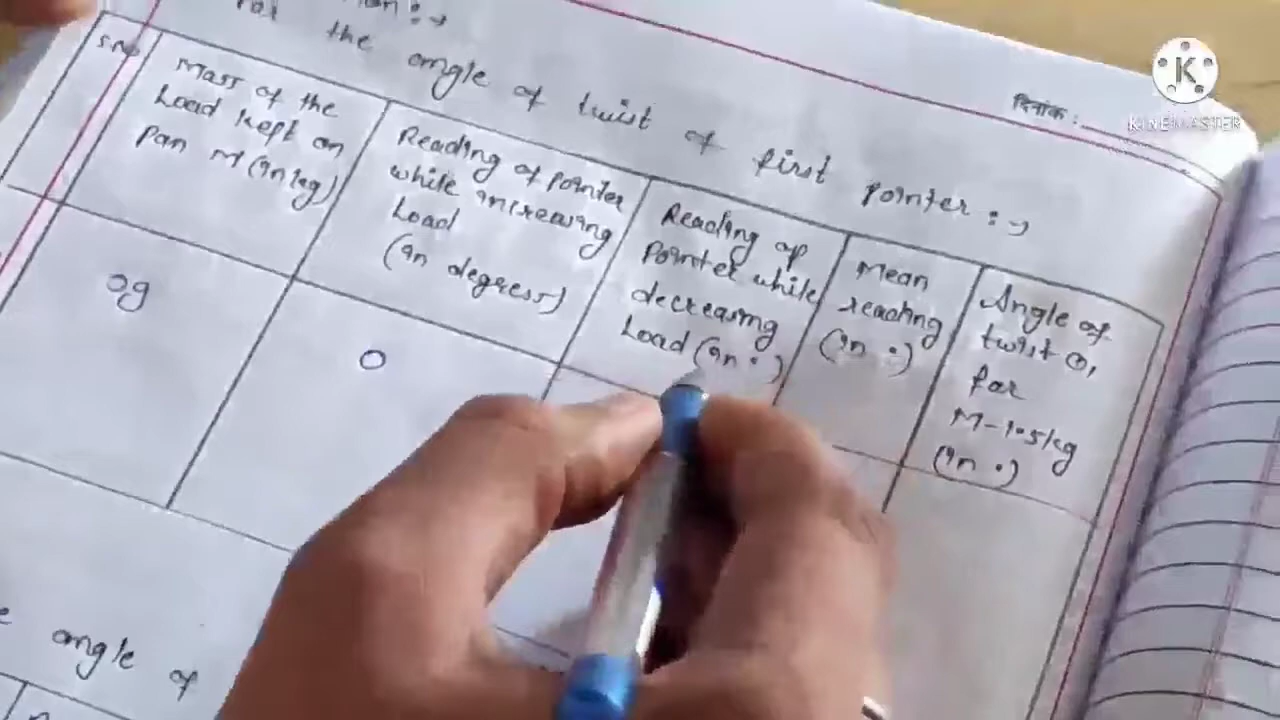 दिनांक :
For the angle of twist of first pointer :→
S.No
Mass of the
Load kept on
Pan M (in kg)
Reading of pointer
while increasing
Load
(in degress)
Reading of
Pointer while
decreasing
Load (in °)
Mean
reading
(in °)
Angle of
twist θ,
for
M-1.5kg
(in °)
0g
0
angle of
KINEMASTER